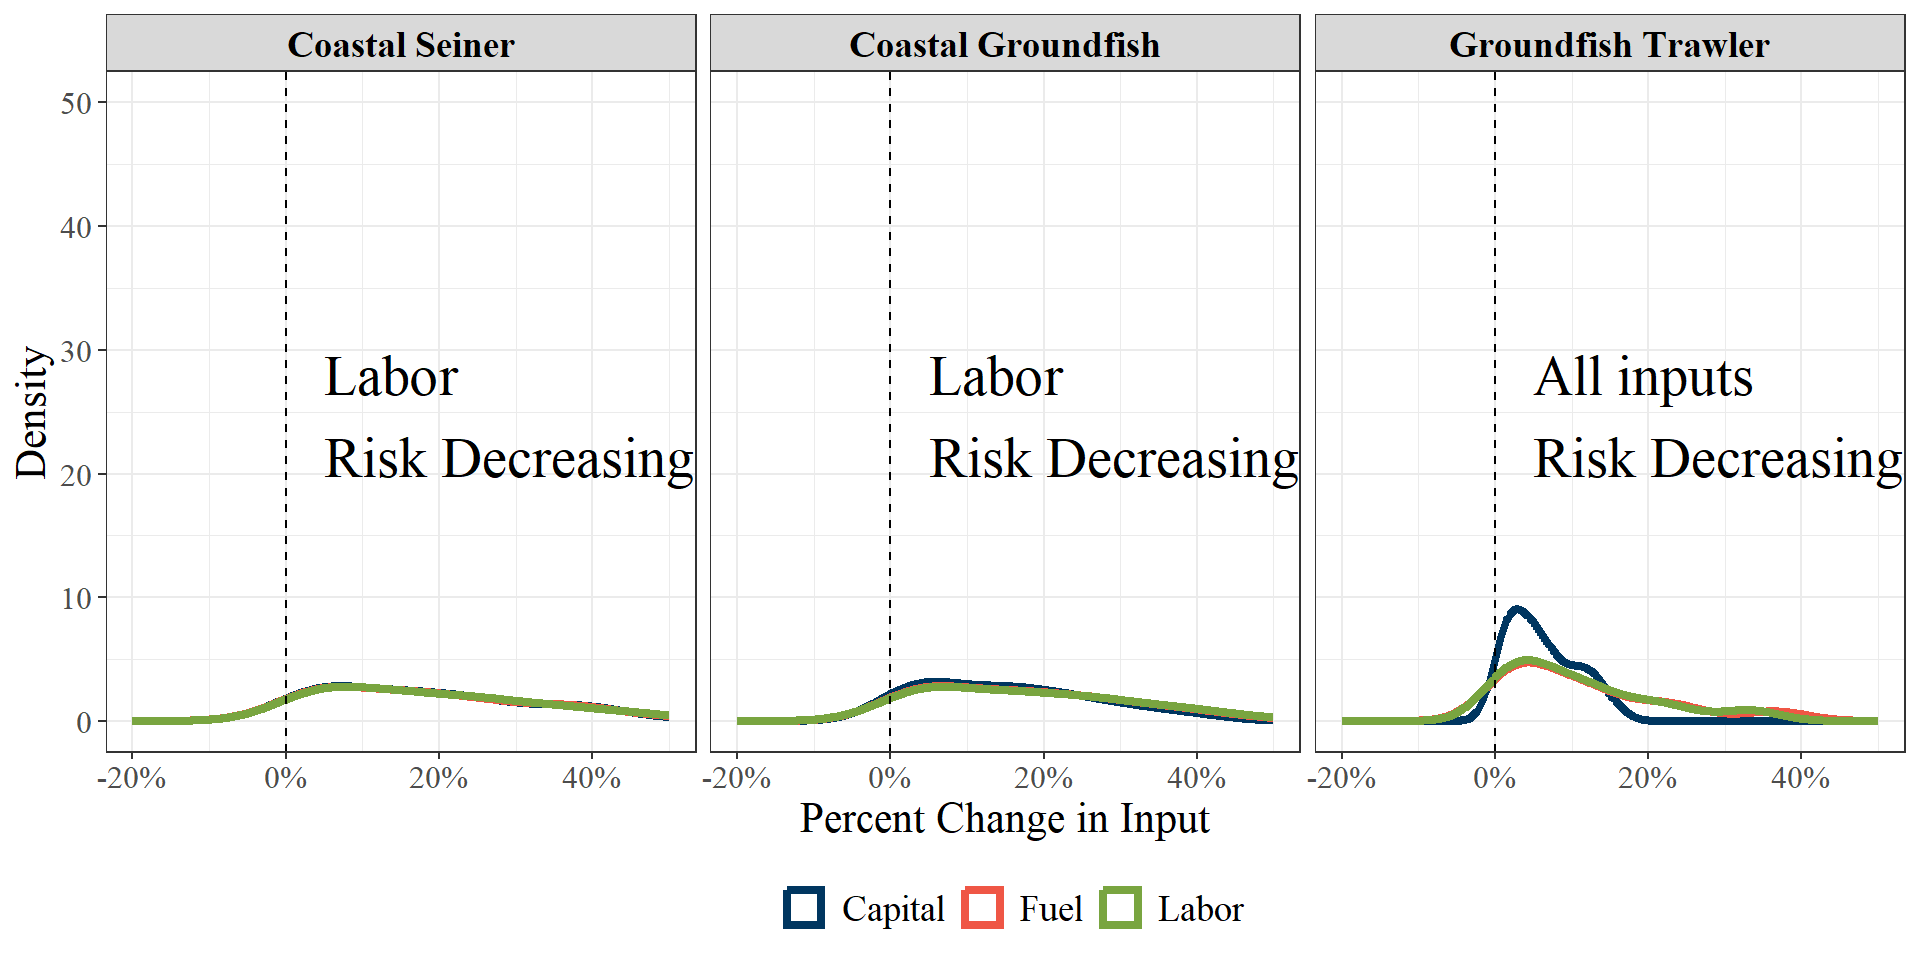 Coastal Seiner
Coastal Groundfish
Groundfish Trawler
Density
50
40
30
20
10
0
Labor
Risk Decreasing
Labor
Risk Decreasing
All inputs
Risk Decreasing
-20% 0% 20% 40%
-20% 0% 20% 40%
-20% 0% 20% 40%
Percent Change in Input
Capital Fuel Labor